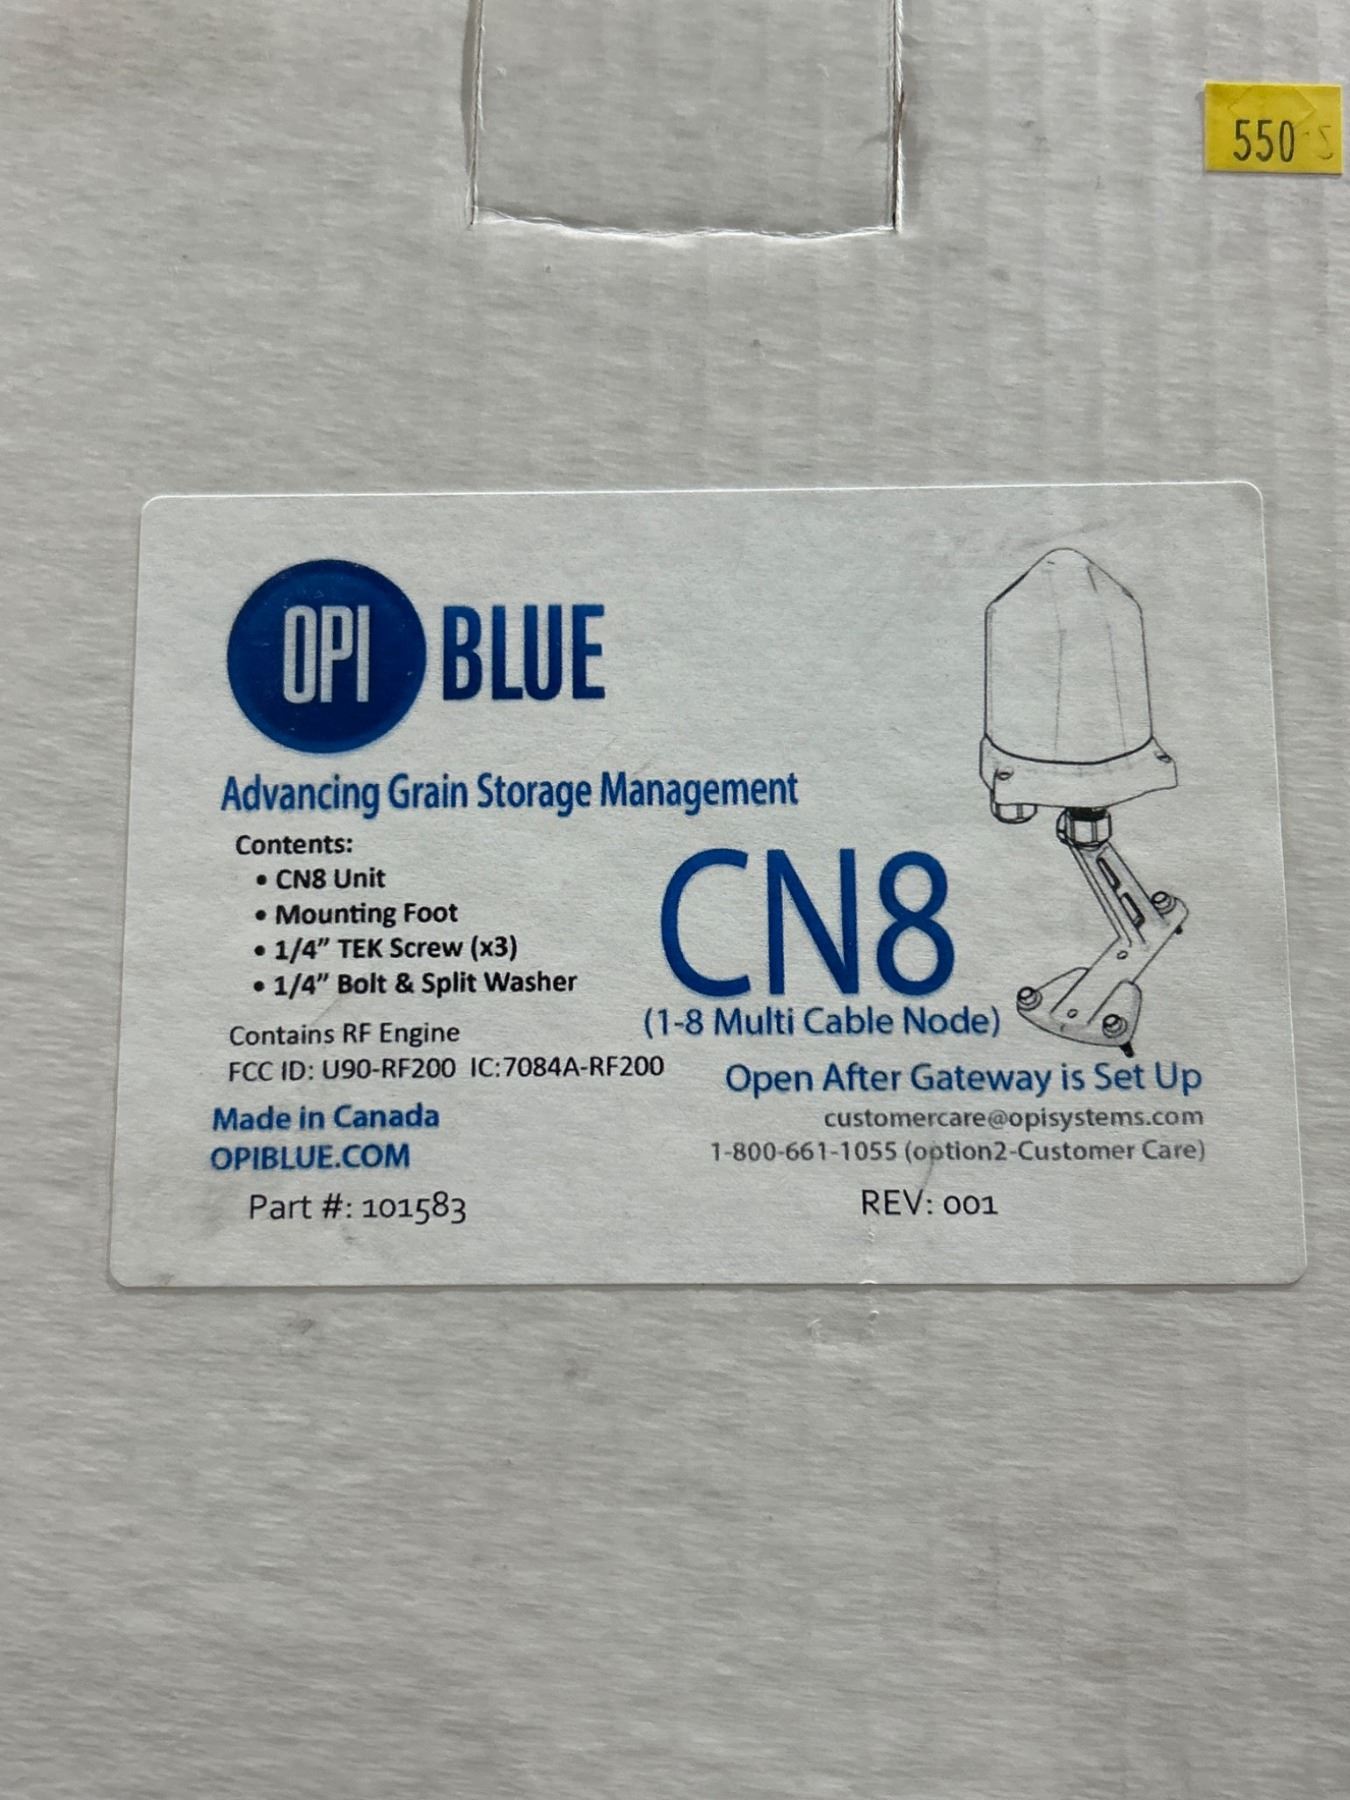 550
OPI BLUE
Advancing Grain Storage Management
Contents:
• CN8 Unit
• Mounting Foot
• 1/4” TEK Screw (x3)
• 1/4” Bolt & Split Washer
Contains RF Engine
FCC ID: U90-RF200 IC:7084A-RF200
Made in Canada
OPIBLUE.COM
Part #: 101583
CN8
(1-8 Multi Cable Node)
Open After Gateway is Set Up
customercare@opisystems.com
1-800-661-1055 (option2-Customer Care)
REV: 001